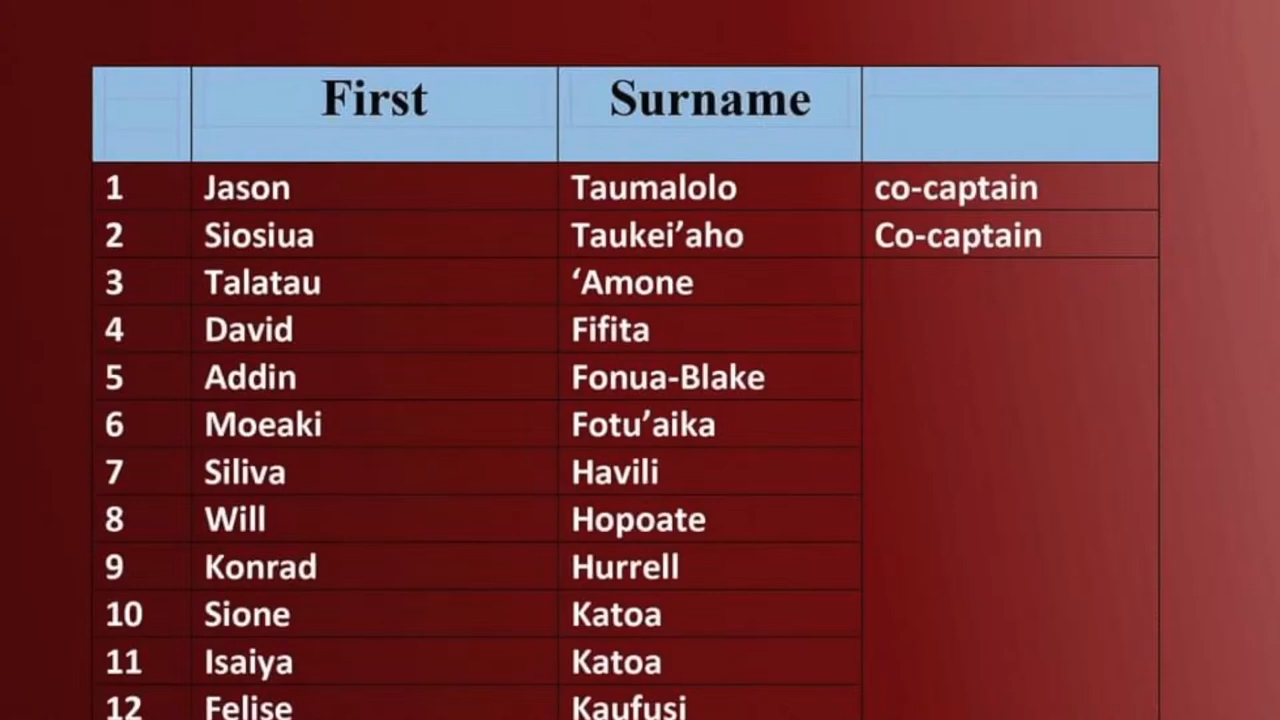 First Surname
1 Jason Taumalolo co-captain
2 Siosiua Taukei’aho Co-captain
3 Talatau ‘Amone
4 David Fifita
5 Addin Fonua-Blake
6 Moeaki Fotu’aika
7 Siliva Havili
8 Will Hopoate
9 Konrad Hurrell
10 Sione Katoa
11 Isaiya Katoa
12 Felise Kaufusi